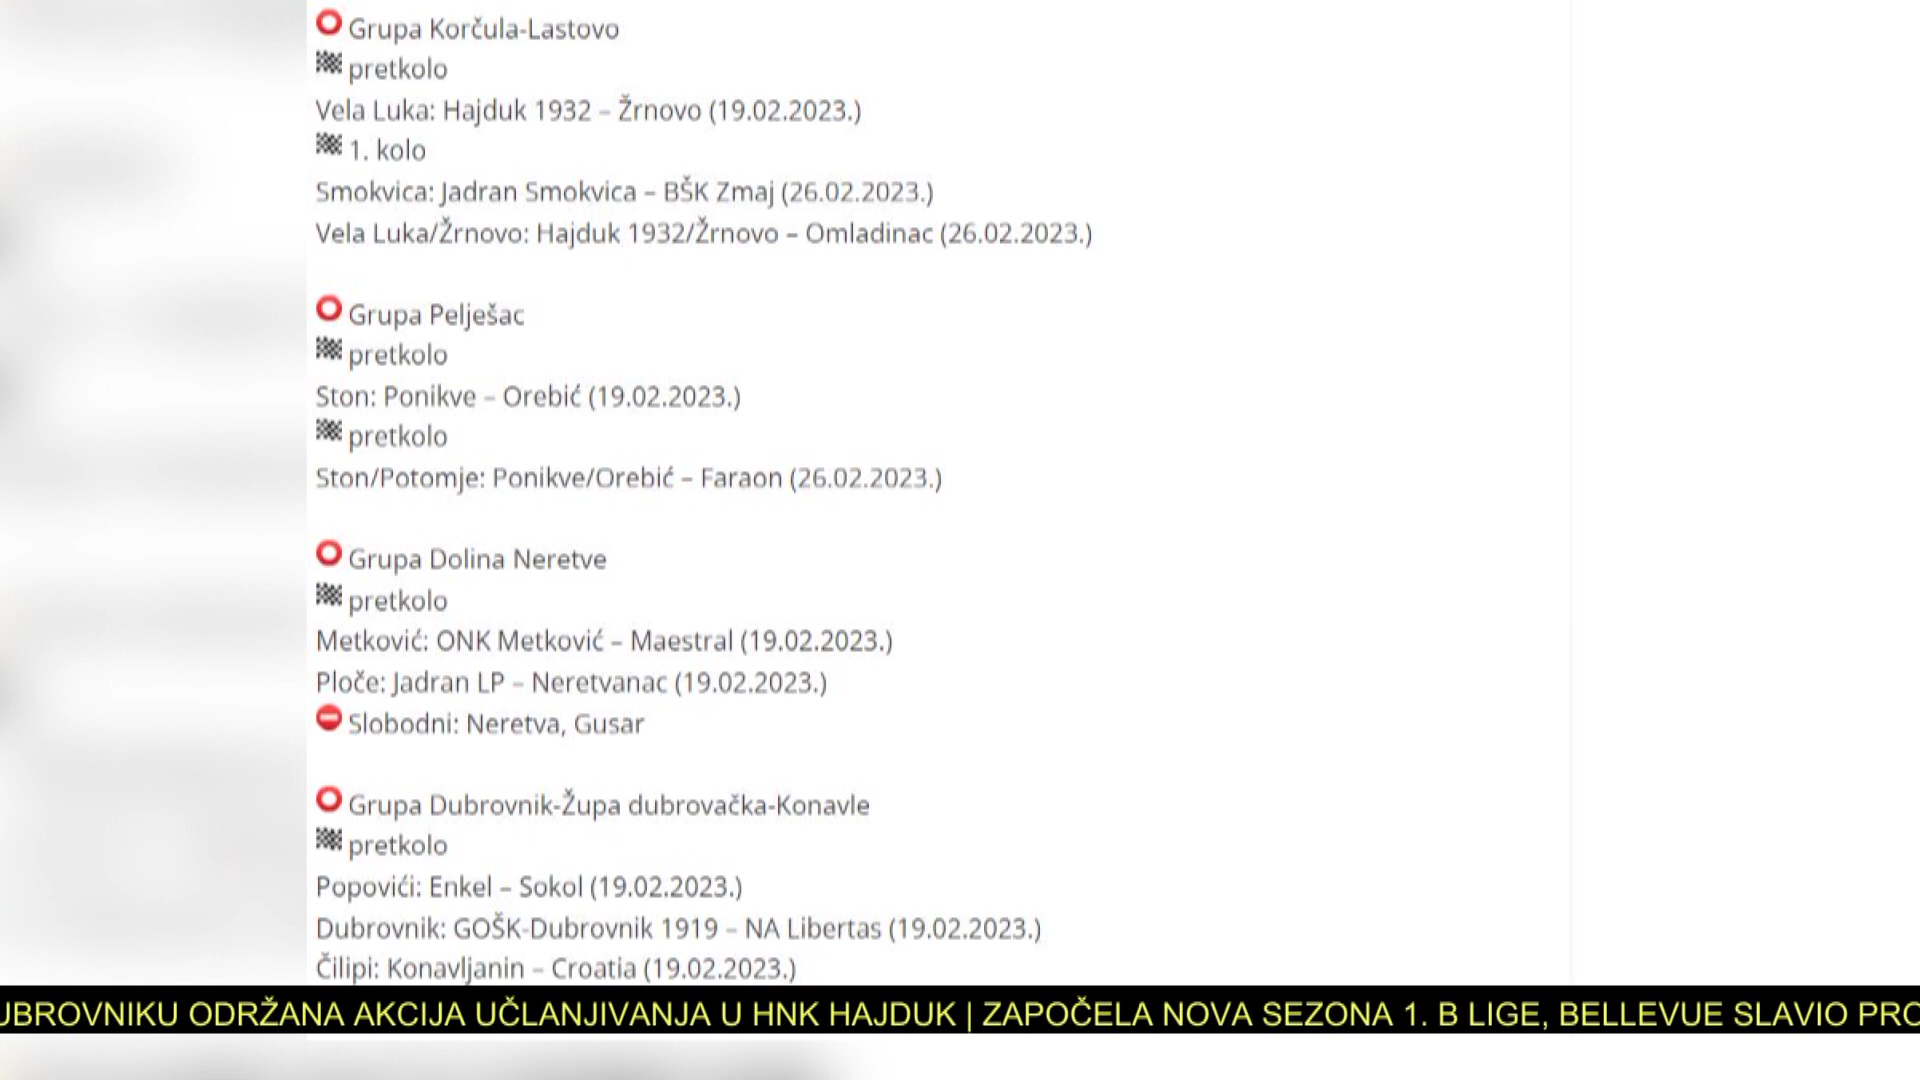 Grupa Korčula-Lastovo
pretkolo
Vela Luka: Hajduk 1932 – Žrnovo (19.02.2023.)
1. kolo
Smokvica: Jadran Smokvica – BŠK Zmaj (26.02.2023.)
Vela Luka/Žrnovo: Hajduk 1932/Žrnovo – Omladinac (26.02.2023.)
Grupa Pelješac
pretkolo
Ston: Ponikve – Orebić (19.02.2023.)
pretkolo
Ston/Potomje: Ponikve/Orebić – Faraon (26.02.2023.)
Grupa Dolina Neretve
pretkolo
Metković: ONK Metković – Maestral (19.02.2023.)
Ploče: Jadran LP – Neretvanac (19.02.2023.)
Slobodni: Neretva, Gusar
Grupa Dubrovnik-Župa dubrovačka-Konavle
pretkolo
Popovići: Enkel – Sokol (19.02.2023.)
Dubrovnik: GOŠK-Dubrovnik 1919 – NA Libertas (19.02.2023.)
Čilipi: Konavljanin – Croatia (19.02.2023.)
UBROVNIKU ODRŽANA AKCIJA UČLANJIVANJA U HNK HAJDUK | ZAPOČELA NOVA SEZONA 1. B LIGE, BELLEVUE SLAVIO PRO